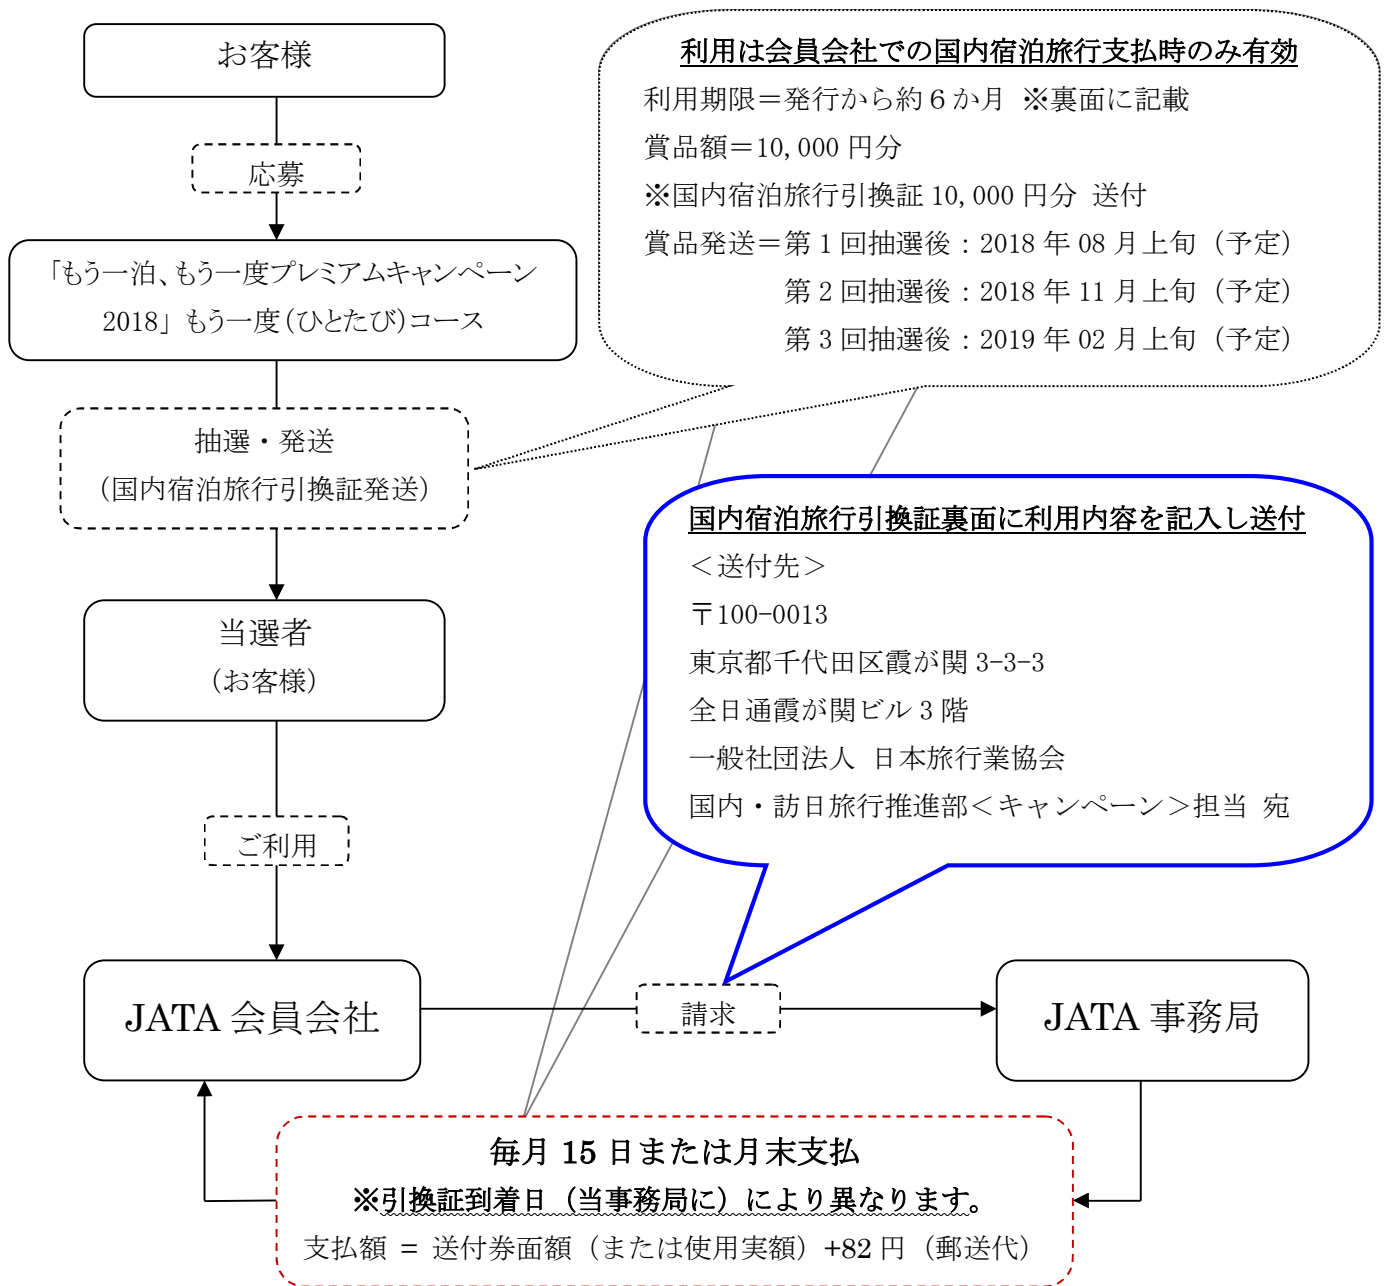 お客様
応募
「もう一泊、もう一度プレミアムキャンペーン
2018」もう一度(ひとたび)コース
利用は会員会社での国内宿泊旅行支払時のみ有効
利用期限＝発行から約６か月 ※裏面に記載
賞品額＝10,000 円分
※国内宿泊旅行引換証 10,000 円分 送付
賞品発送＝第 1 回抽選後：2018 年 08 月上旬（予定）
第 2 回抽選後：2018 年 11 月上旬（予定）
第 3 回抽選後：2019 年 02 月上旬（予定）
抽選・発送
（国内宿泊旅行引換証発送）
当選者
（お客様）
国内宿泊旅行引換証裏面に利用内容を記入し送付
＜送付先＞
〒100-0013
東京都千代田区霞が関 3-3-3
全日通霞が関ビル 3 階
一般社団法人 日本旅行業協会
国内・訪日旅行推進部＜キャンペーン＞担当 宛
ご利用
JATA 会員会社
請求
JATA 事務局
毎月 15 日または月末支払
※引換証到着日（当事務局に）により異なります。
支払額 = 送付券面額（または使用実額）+82 円（郵送代）